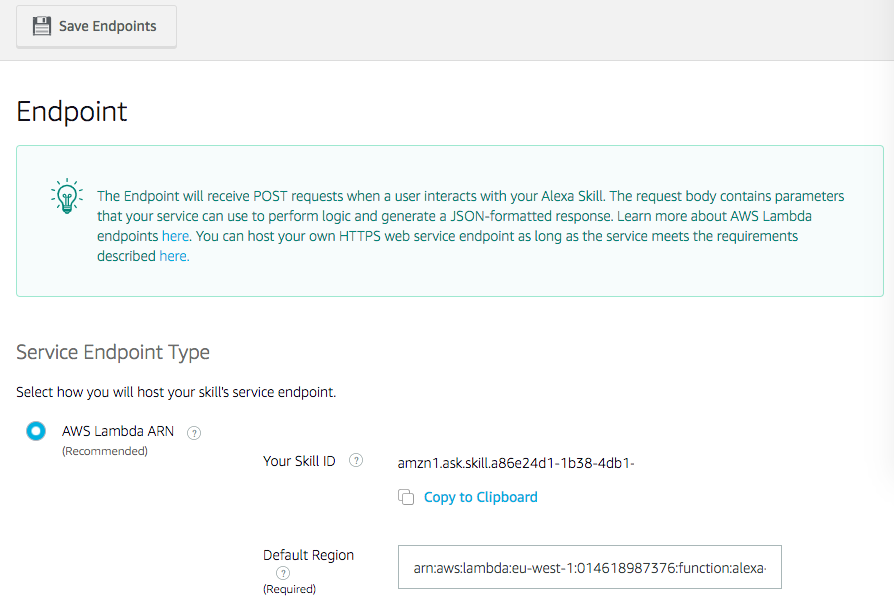 Save Endpoints
Endpoint
The Endpoint will receive POST requests when a user interacts with your Alexa Skill. The request body contains parameters
that your service can use to perform logic and generate a JSON-formatted response. Learn more about AWS Lambda
endpoints here. You can host your own HTTPS web service endpoint as long as the service meets the requirements
described here.
Service Endpoint Type
Select how you will host your skill's service endpoint.
AWS Lambda ARN ?
(Recommended)
Your Skill ID ? amzn1.ask.skill.a86e24d1-1b38-4db1-
Copy to Clipboard
Default Region
?
(Required)
arn:aws:lambda:eu-west-1:014618987376:function:alexa-